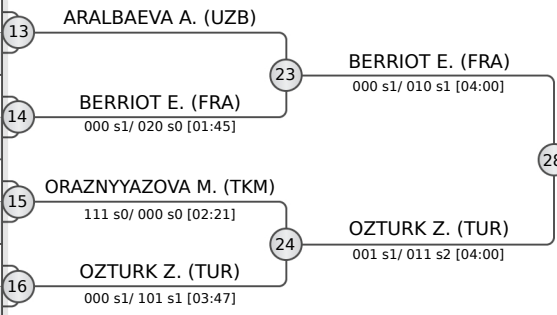 ARALBAEVA A. (UZB)
13
BERRIOT E. (FRA)
23
000 s1/ 010 s1 [04:00]
BERRIOT E. (FRA)
14
000 s1/ 020 s0 [01:45]
28
ORAZNYYAZOVA M. (TKM)
15
111 s0/ 000 s0 [02:21]
OZTURK Z. (TUR)
24
001 s1/ 011 s2 [04:00]
OZTURK Z. (TUR)
16
000 s1/ 101 s1 [03:47]